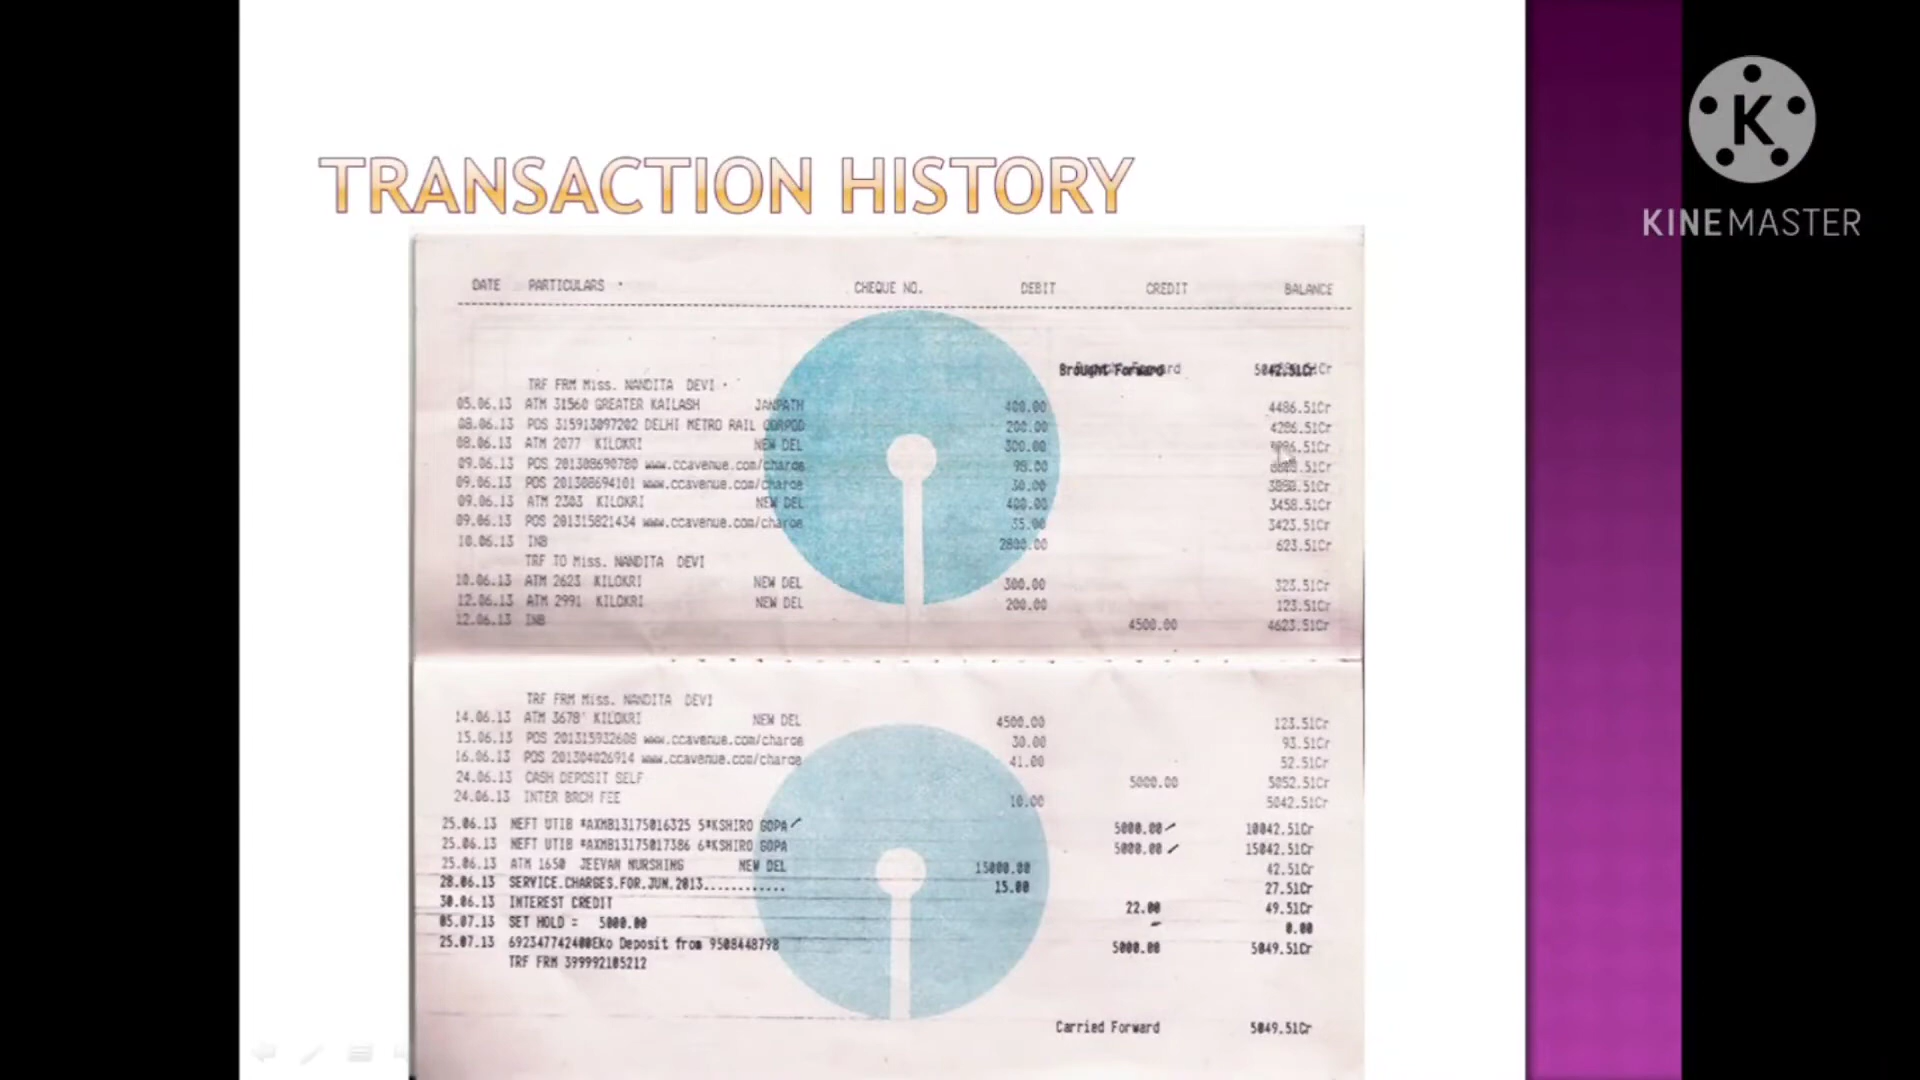 KINEMASTER
TRANSACTION HISTORY
DATE PARTICULARS CHEQUE NO. DEBIT CREDIT BALANCE
Brought Forward 5042.51Cr
TRF FRM Miss. NANDITA DEVI
05.06.13 ATM 31560 GREATER KAILASH JANPATH 400.00 4486.51Cr
08.06.13 POS 315913097202 DELHI METRO RAIL CORPOD 200.00 4286.51Cr
08.06.13 ATM 2077 KILOKRI NEW DEL 300.00
09.06.13 POS 201308690780 www.ccavenue.com/charge
09.06.13 POS 201308694101 www.ccavenue.com/charge 30.00
09.06.13 ATM 2303 KILOKRI NEW DEL 400.00 3458.51Cr
09.06.13 POS 201315821434 www.ccavenue.com/charge 35.00 3423.51Cr
10.06.13 INB 2800.00 623.51Cr
TRF TO Miss. NANDITA DEVI
10.06.13 ATM 2623 KILOKRI NEW DEL 300.00 323.51Cr
12.06.13 ATM 2991 KILOKRI NEW DEL 200.00 123.51Cr
12.06.13 INB 4500.00 4623.51Cr
TRF FRM Miss. NANDITA DEVI
14.06.13 ATM 3678 KILOKRI NEW DEL 4500.00 123.51Cr
15.06.13 POS 201315932608 www.ccavenue.com/charge 30.00 93.51Cr
16.06.13 POS 201304026914 www.ccavenue.com/charge 41.00 52.51Cr
24.06.13 CASH DEPOSIT SELF 5000.00 5052.51Cr
24.06.13 INTER BRCH FEE 10.00 5042.51Cr
25.06.13 NEFT UTIB *AXMB13175016325 5*KSHIRO GOPA 5000.00 10042.51Cr
25.06.13 NEFT UTIB *AXMB13175017386 6*KSHIRO GOPA 5000.00 15042.51Cr
25.06.13 ATM 1650 JEEVAN NURSHING NEW DEL 15000.00 42.51Cr
28.06.13 SERVICE.CHARGES.FOR.JUN.2013............ 15.00 27.51Cr
30.06.13 INTEREST CREDIT 22.00 49.51Cr
05.07.13 SET HOLD = 5000.00 0.00
25.07.13 692347742400Eko Deposit from 9508448798 5000.00 5049.51Cr
TRF FRM 399992105212
Carried Forward 5049.51Cr